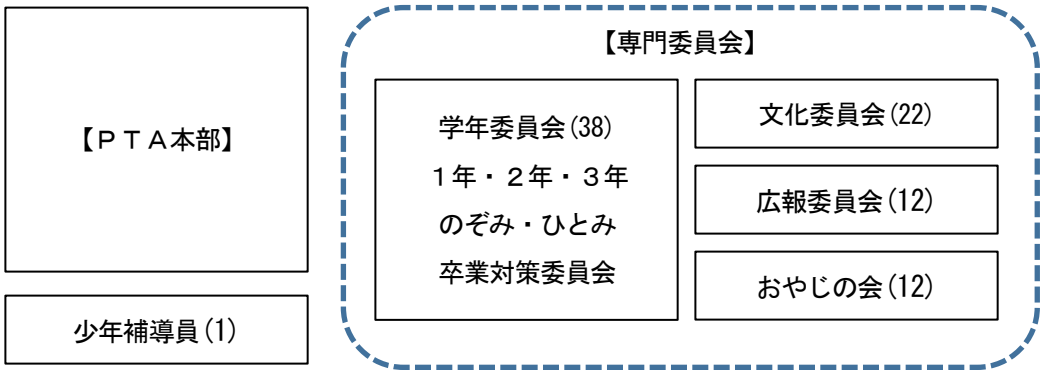 【ＰＴＡ本部】
少年補導員(1)
【専門委員会】
学年委員会(38)
１年・２年・３年
のぞみ・ひとみ
卒業対策委員会
文化委員会(22)
広報委員会(12)
おやじの会(12)